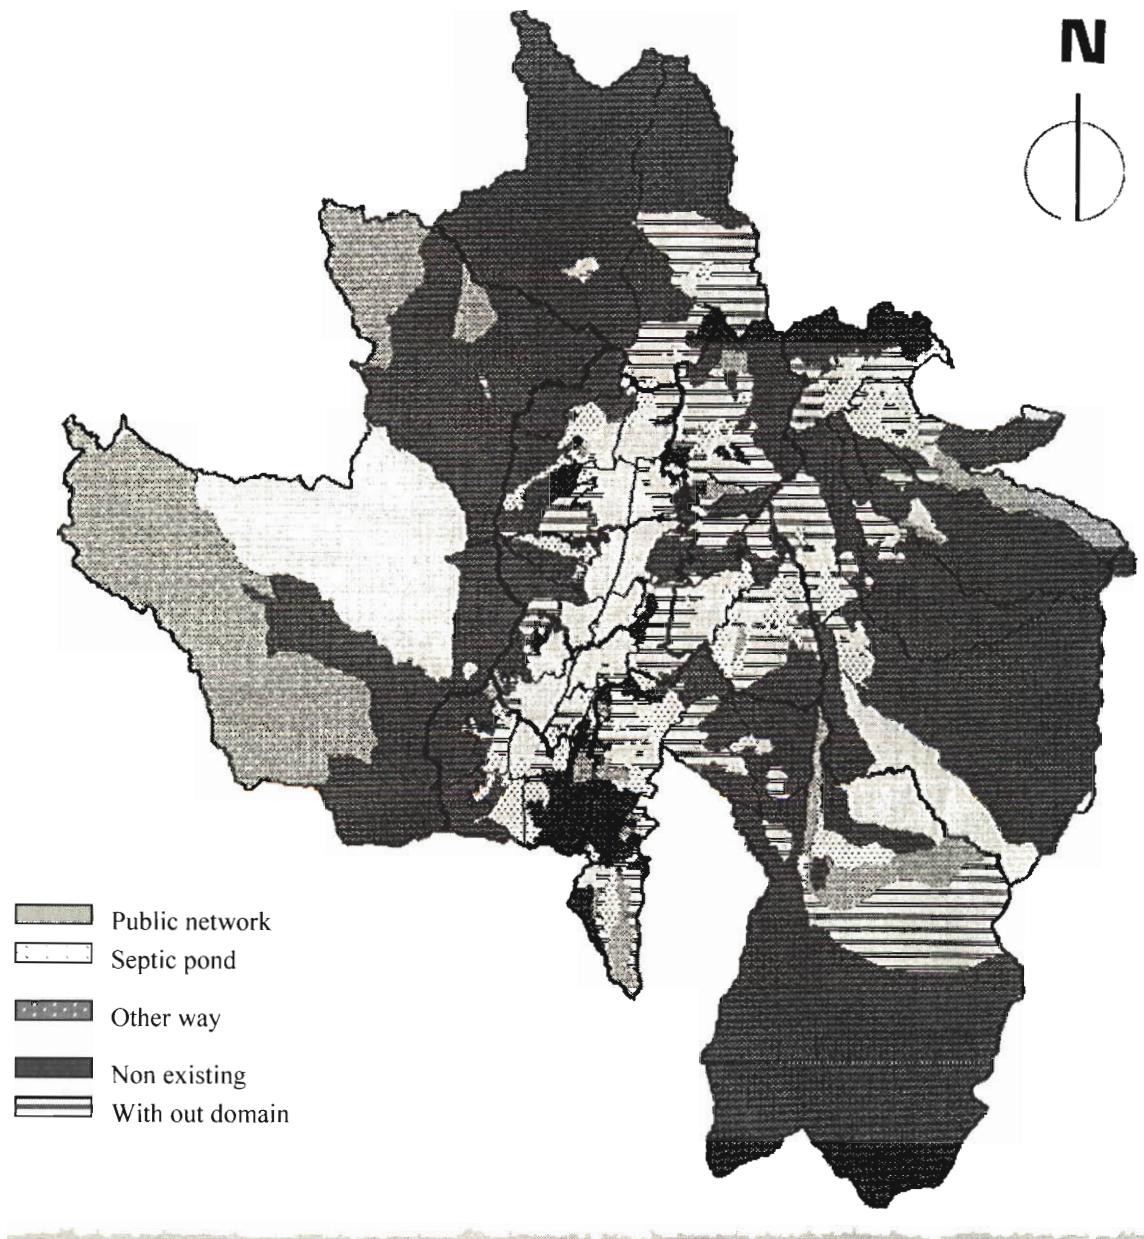 N
Public network
Septic pond
Other way
Non existing
With out domain